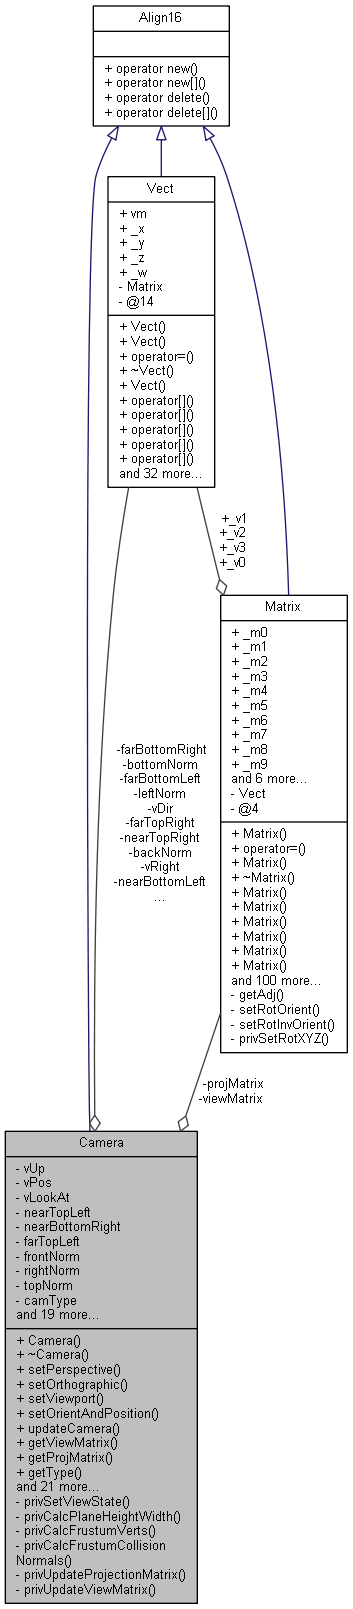 Align16
+ operator new()
+ operator new[]()
+ operator delete()
+ operator delete[]()
Vect
+ vm
+ _x
+ _y
+ _z
+ _w
- Matrix
- @14
+ Vect()
+ Vect()
+ operator=()
+ ~Vect()
+ Vect()
+ operator[]()
+ operator[]()
+ operator[]()
+ operator[]()
+ operator[]()
and 32 more...
+_v1
+_v2
+_v3
+_v0
Matrix
+ _m0
+ _m1
+ _m2
+ _m3
+ _m4
+ _m5
+ _m6
+ _m7
+ _m8
+ _m9
and 6 more...
- Vect
- @4
+ Matrix()
+ operator=()
+ Matrix()
+ ~Matrix()
+ Matrix()
+ Matrix()
+ Matrix()
+ Matrix()
+ Matrix()
+ Matrix()
and 100 more...
- getAdj()
- setRotOrient()
- setRotInvOrient()
- privSetRotXYZ()
-farBottomRight
-bottomNorm
-farBottomLeft
-leftNorm
-vDir
-farTopRight
-nearTopRight
-backNorm
-vRight
-nearBottomLeft
...
-projMatrix
-viewMatrix
Camera
- vUp
- vPos
- vLookAt
- nearTopLeft
- nearBottomRight
- farTopLeft
- frontNorm
- rightNorm
- topNorm
- camType
and 19 more...
+ Camera()
+ ~Camera()
+ setPerspective()
+ setOrthographic()
+ setViewport()
+ setOrientAndPosition()
+ updateCamera()
+ getViewMatrix()
+ getProjMatrix()
+ getType()
and 21 more...
- privSetViewState()
- privCalcPlaneHeightWidth()
- privCalcFrustumVerts()
- privCalcFrustumCollision
Normals()
- privUpdateProjectionMatrix()
- privUpdateViewMatrix()